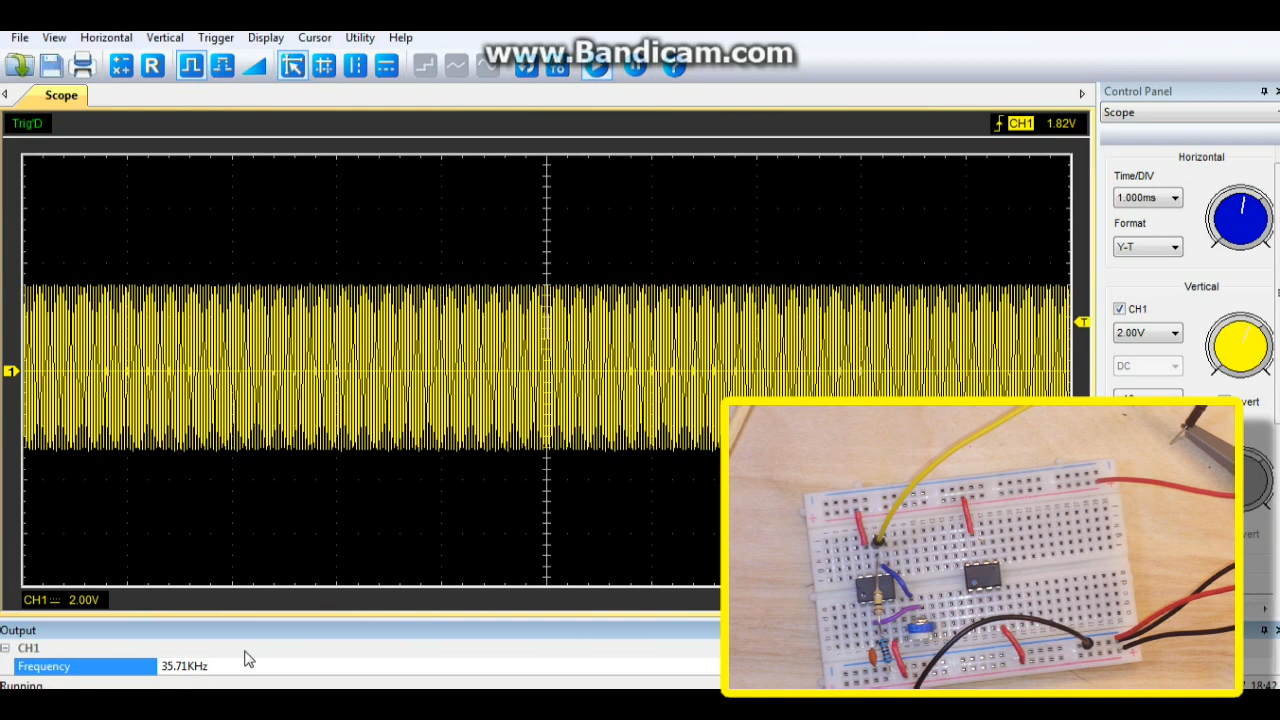 www.Bandicam.com
File View Horizontal Vertical Trigger Display Cursor Utility Help
R
Scope
Trig'D
CH1 1.82V
Control Panel
Scope
Horizontal
Time/DIV
1.000ms
Format
Y-T
Vertical
CH1
2.00V
DC
1
T
CH1 2.00V
Output
CH1
Frequency 35.71KHz
Running
18:42